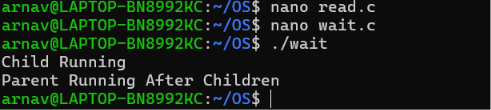 arnav@LAPTOP-BN8992KC:~/OS$ nano read.c
arnav@LAPTOP-BN8992KC:~/OS$ nano wait.c
arnav@LAPTOP-BN8992KC:~/OS$ ./wait
Child Running
Parent Running After Children
arnav@LAPTOP-BN8992KC:~/OS$